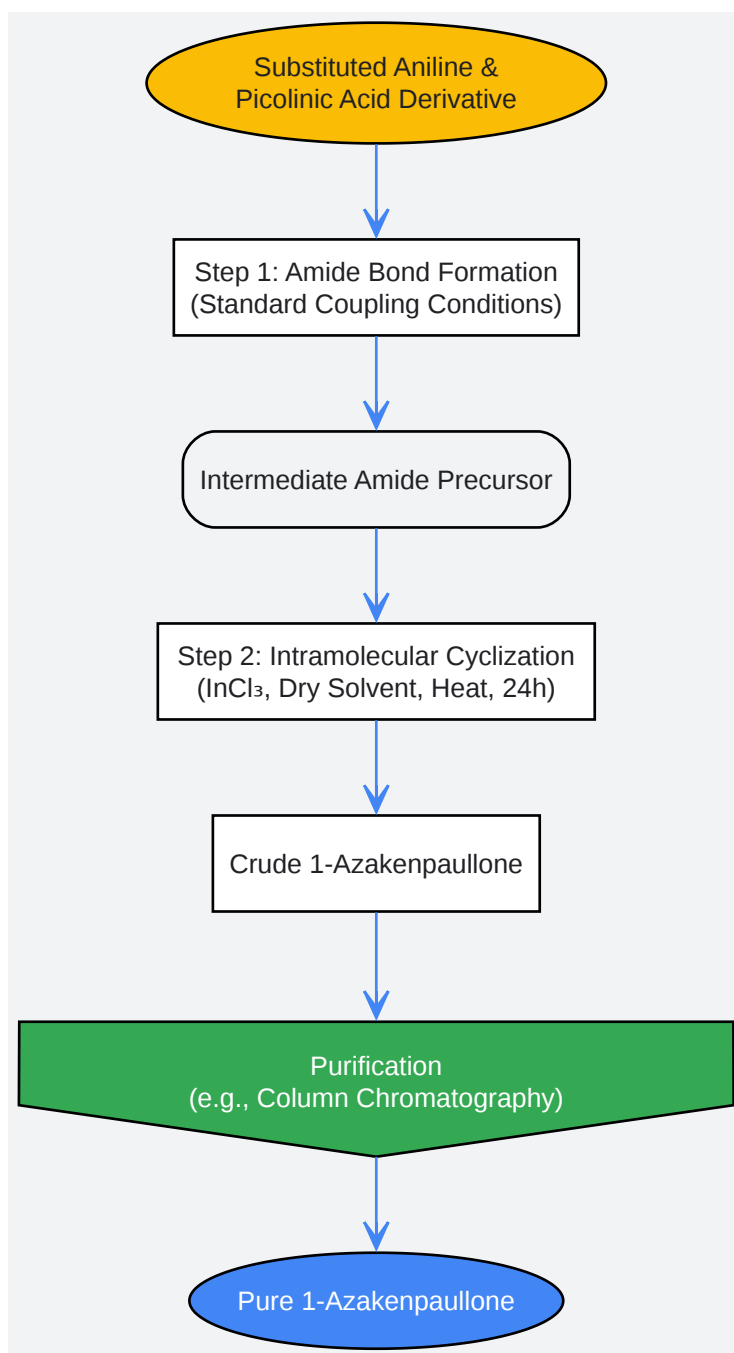 Substituted Aniline &
Picolinic Acid Derivative
Step 1: Amide Bond Formation
(Standard Coupling Conditions)
Intermediate Amide Precursor
Step 2: Intramolecular Cyclization
(InCl₃, Dry Solvent, Heat, 24h)
Crude 1-Azakenpaullone
Purification
(e.g., Column Chromatography)
Pure 1-Azakenpaullone